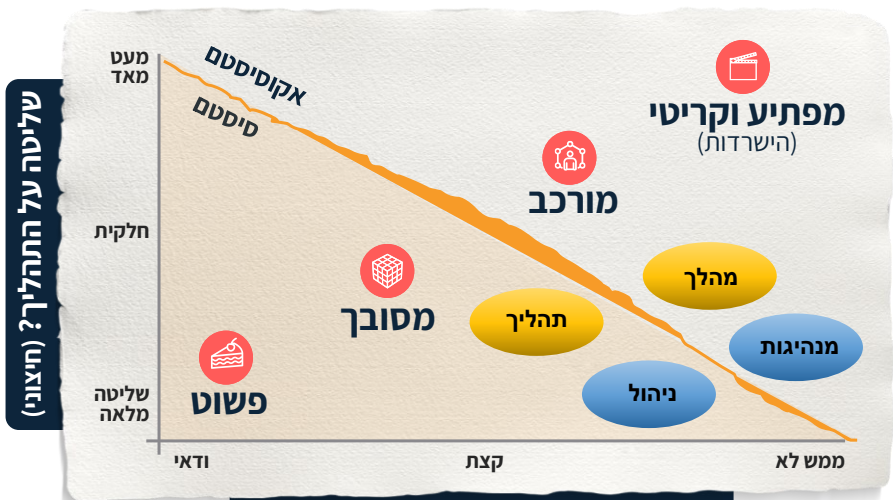 מעט
מאד
אקוסיסטם
סיסטם
מפתיע וקריטי
(הישרדות)
שליטה על התהליך? (חיצוני)
מורכב
חלקית
מהלך
מסובך
תהליך
מנהיגות
שליטה
מלאה
פשוט
ניהול
ודאי
קצת
ממש לא